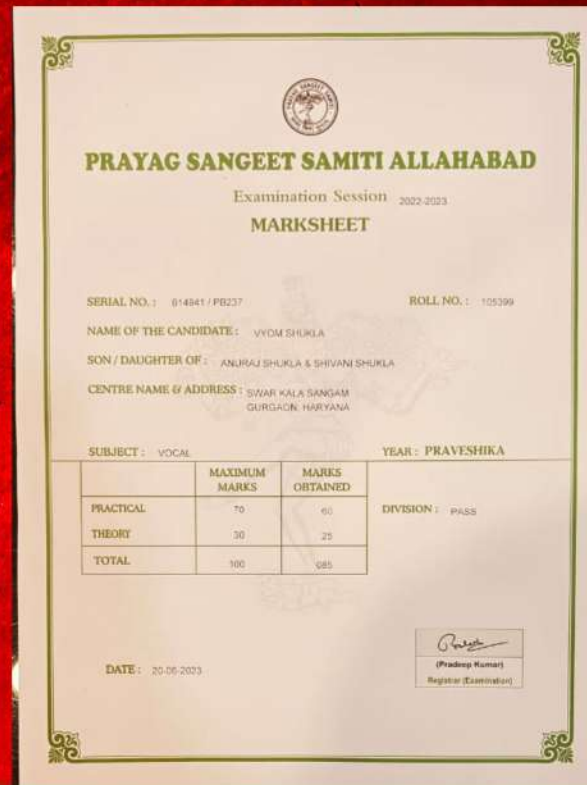 PRAYAG SANGEET SAMITI ALLAHABAD
Examination Session 2022-2023
MARKSHEET
SERIAL NO. : 614941 / PB237 ROLL NO. : 105399
NAME OF THE CANDIDATE : VYOM SHUKLA
SON / DAUGHTER OF : ANURAJ SHUKLA & SHIVANI SHUKLA
CENTRE NAME & ADDRESS : SWAR KALA SANGAM
GURGAON, HARYANA
SUBJECT : VOCAL YEAR : PRAVESHIKA
MAXIMUM MARKS MARKS OBTAINED
PRACTICAL 70 60 DIVISION : PASS
THEORY 30 25
TOTAL 100 085
(Pradeep Kumar)
DATE : 20-06-2023 Registrar (Examination)